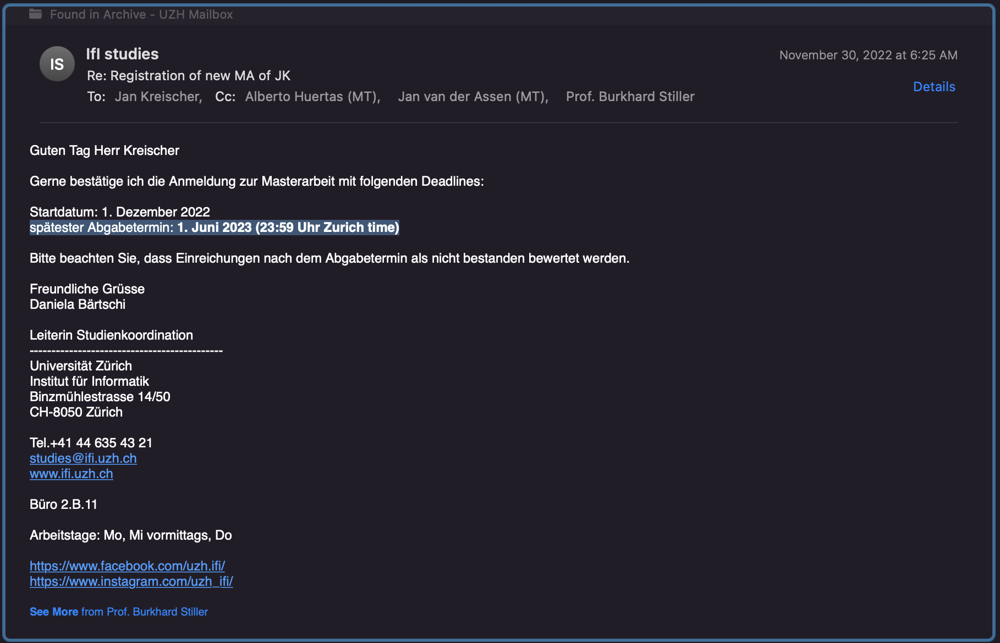 Found in Archive - UZH Mailbox
IS
IfI studies
November 30, 2022 at 6:25 AM
Re: Registration of new MA of JK
To: Jan Kreischer, Cc: Alberto Huertas (MT), Jan van der Assen (MT), Prof. Burkhard Stiller
Details
Guten Tag Herr Kreischer
Gerne bestätige ich die Anmeldung zur Masterarbeit mit folgenden Deadlines:
Startdatum: 1. Dezember 2022
spätester Abgabetermin: 1. Juni 2023 (23:59 Uhr Zurich time)
Bitte beachten Sie, dass Einreichungen nach dem Abgabetermin als nicht bestanden bewertet werden.
Freundliche Grüsse
Daniela Bärtschi
Leiterin Studienkoordination
--------------------------------------------
Universität Zürich
Institut für Informatik
Binzmühlestrasse 14/50
CH-8050 Zürich
Tel.+41 44 635 43 21
studies@ifi.uzh.ch
www.ifi.uzh.ch
Büro 2.B.11
Arbeitstage: Mo, Mi vormittags, Do
https://www.facebook.com/uzh.ifi/
https://www.instagram.com/uzh_ifi/
See More from Prof. Burkhard Stiller